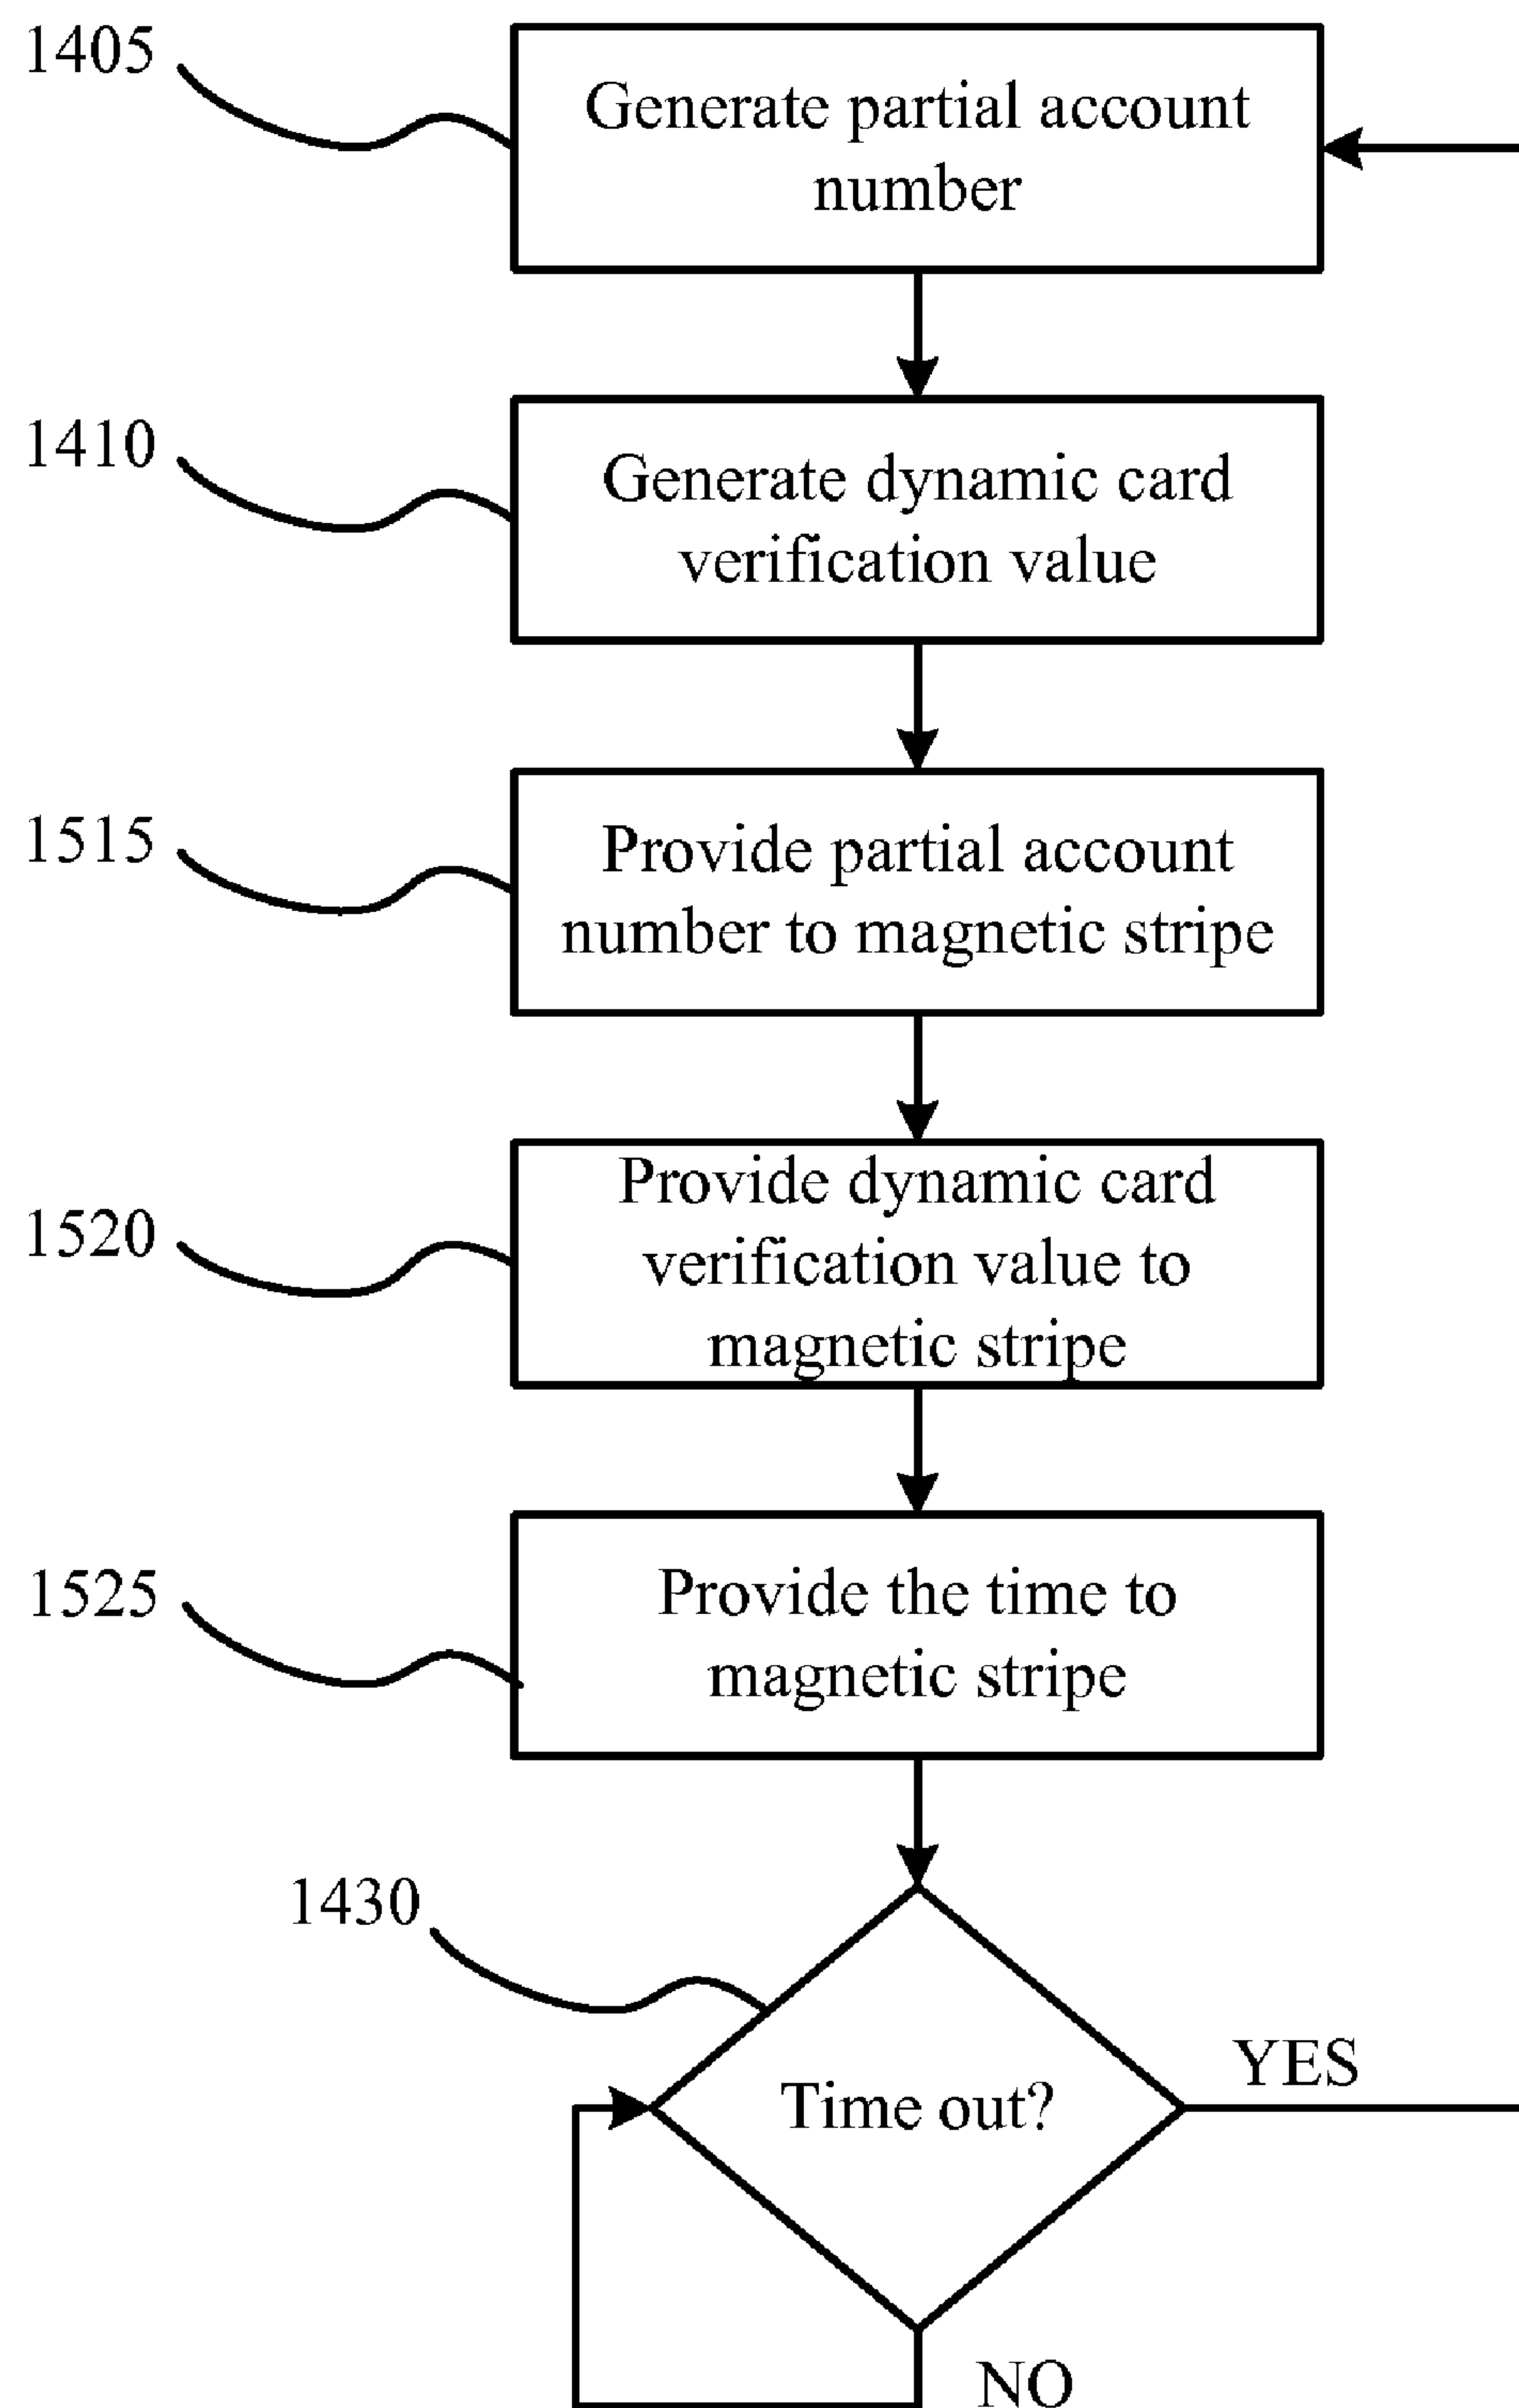 1405
Generate partial account
number
1410
Generate dynamic card
verification value
1515
Provide partial account
number to magnetic stripe
1520
Provide dynamic card
verification value to
magnetic stripe
1525
Provide the time to
magnetic stripe
1430
Time out?
YES
NO